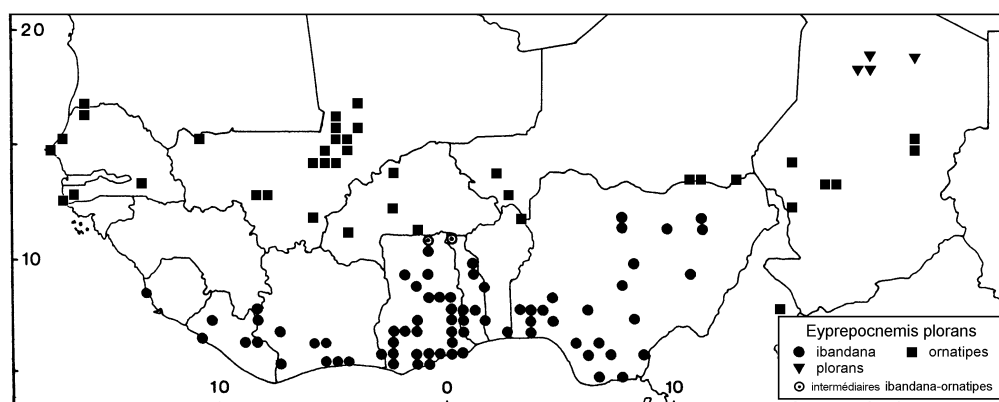 20
10
10
0
10
Eyprepocnemis plorans
ibandana
ornatipes
plorans
intermédiaires ibandana-ornatipes